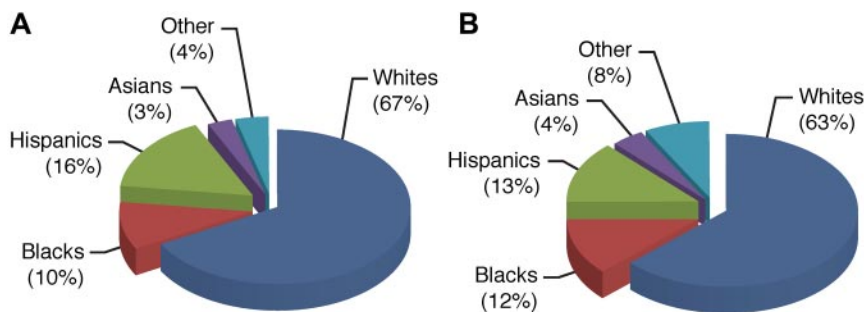 A
Other
(4%)
Asians
(3%)
Whites
(67%)
Hispanics
(16%)
Blacks
(10%)
B
Other
(8%)
Asians
(4%)
Whites
(63%)
Hispanics
(13%)
Blacks
(12%)